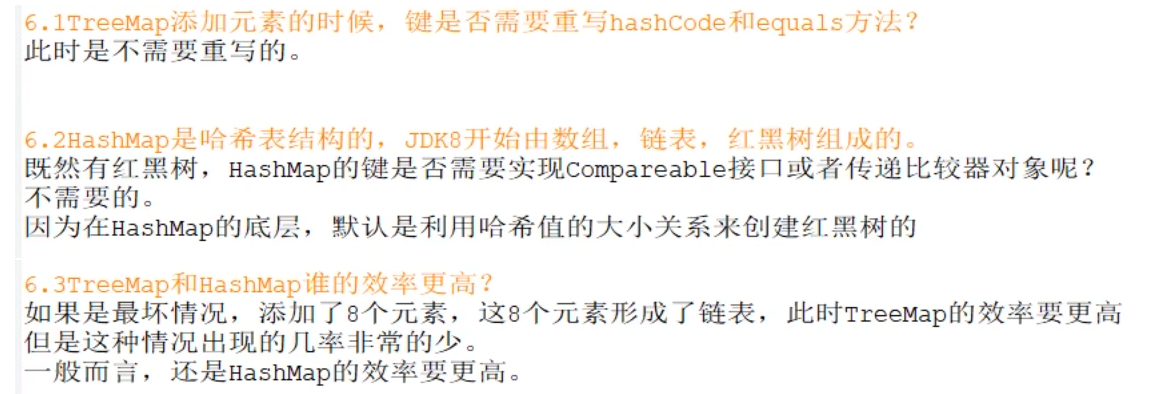 6.1TreeMap添加元素的时候，键是否需要重写hashCode和equals方法？
此时是不需要重写的。
6.2HashMap是哈希表结构的，JDK8开始由数组，链表，红黑树组成的。
既然有红黑树，HashMap的键是否需要实现Compareable接口或者传递比较器对象呢？
不需要的。
因为在HashMap的底层，默认是利用哈希值的大小关系来创建红黑树的
6.3TreeMap和HashMap谁的效率更高？
如果是最坏情况，添加了8个元素，这8个元素形成了链表，此时TreeMap的效率要更高
但是这种情况出现的几率非常的少。
一般而言，还是HashMap的效率要更高。